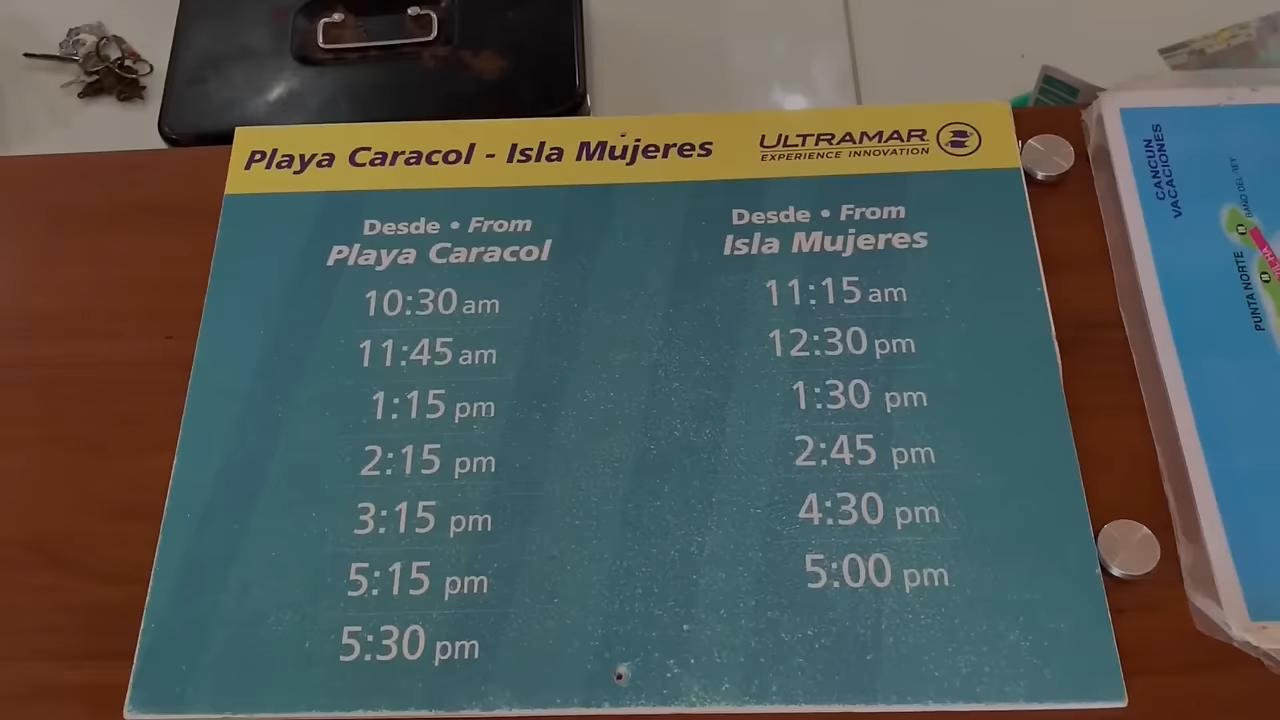 Playa Caracol - Isla Mujeres
ULTRAMAR
EXPERIENCE INNOVATION
Desde • From
Playa Caracol
10:30 am
11:45 am
1:15 pm
2:15 pm
3:15 pm
5:15 pm
5:30 pm
Desde • From
Isla Mujeres
11:15 am
12:30 pm
1:30 pm
2:45 pm
4:30 pm
5:00 pm
CANCUN
VACACIONES
PUNTA NORTE